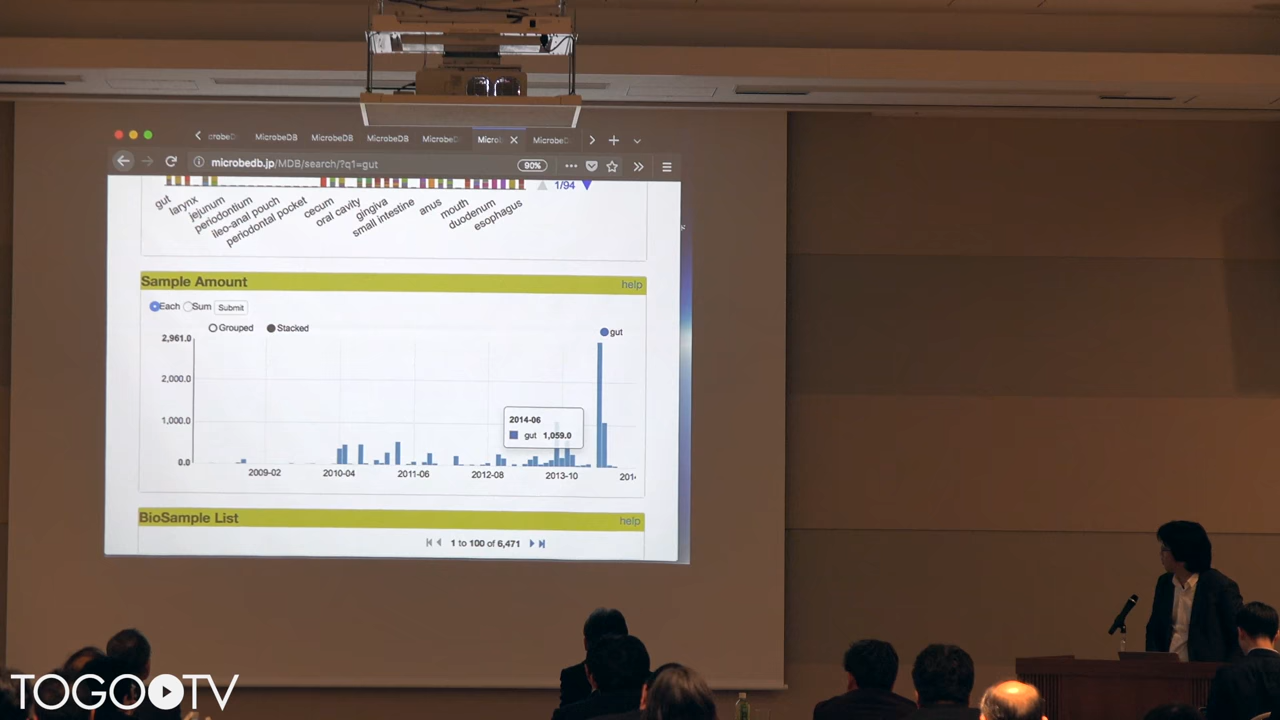 MicrobeDB MicrobeDB MicrobeDB
microbedb.jp/MDB/search/?q1=gut 90%
1/94
gut larynx jejunum periodontium ileo-anal pouch periodontal pocket cecum oral cavity gingiva small intestine anus mouth duodenum esophagus
Sample Amount help
Each Sum Submit
Grouped Stacked gut
2,961.0
2,000.0
2014-06
1,000.0
gut 1,059.0
0.0
2009-02 2010-04 2011-06 2012-08 2013-10
BioSample List help
1 to 100 of 6,471
TOGOTV